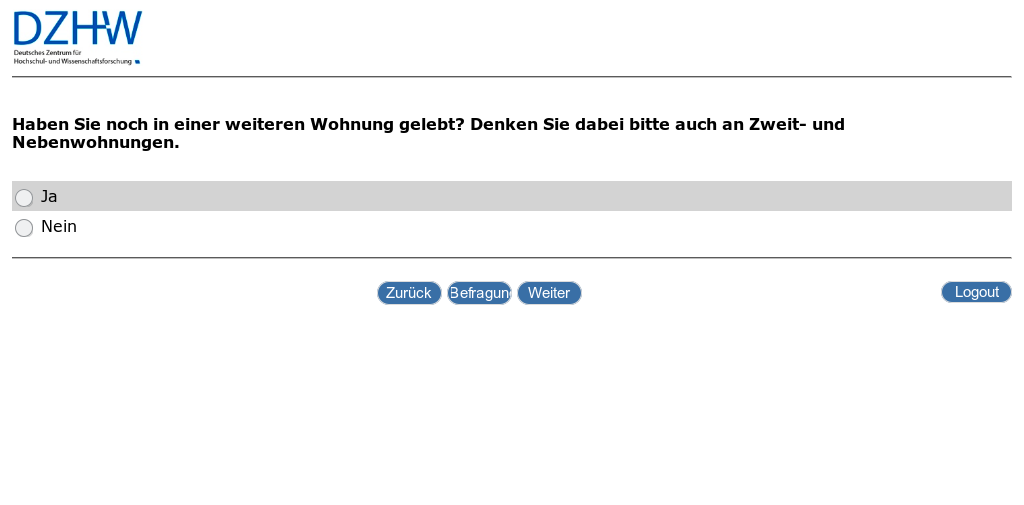 DZHW
Deutsches Zentrum für
Hochschul- und Wissenschaftsforschung
Haben Sie noch in einer weiteren Wohnung gelebt? Denken Sie dabei bitte auch an Zweit- und
Nebenwohnungen.
Ja
Nein
Zurück Befragung Weiter Logout